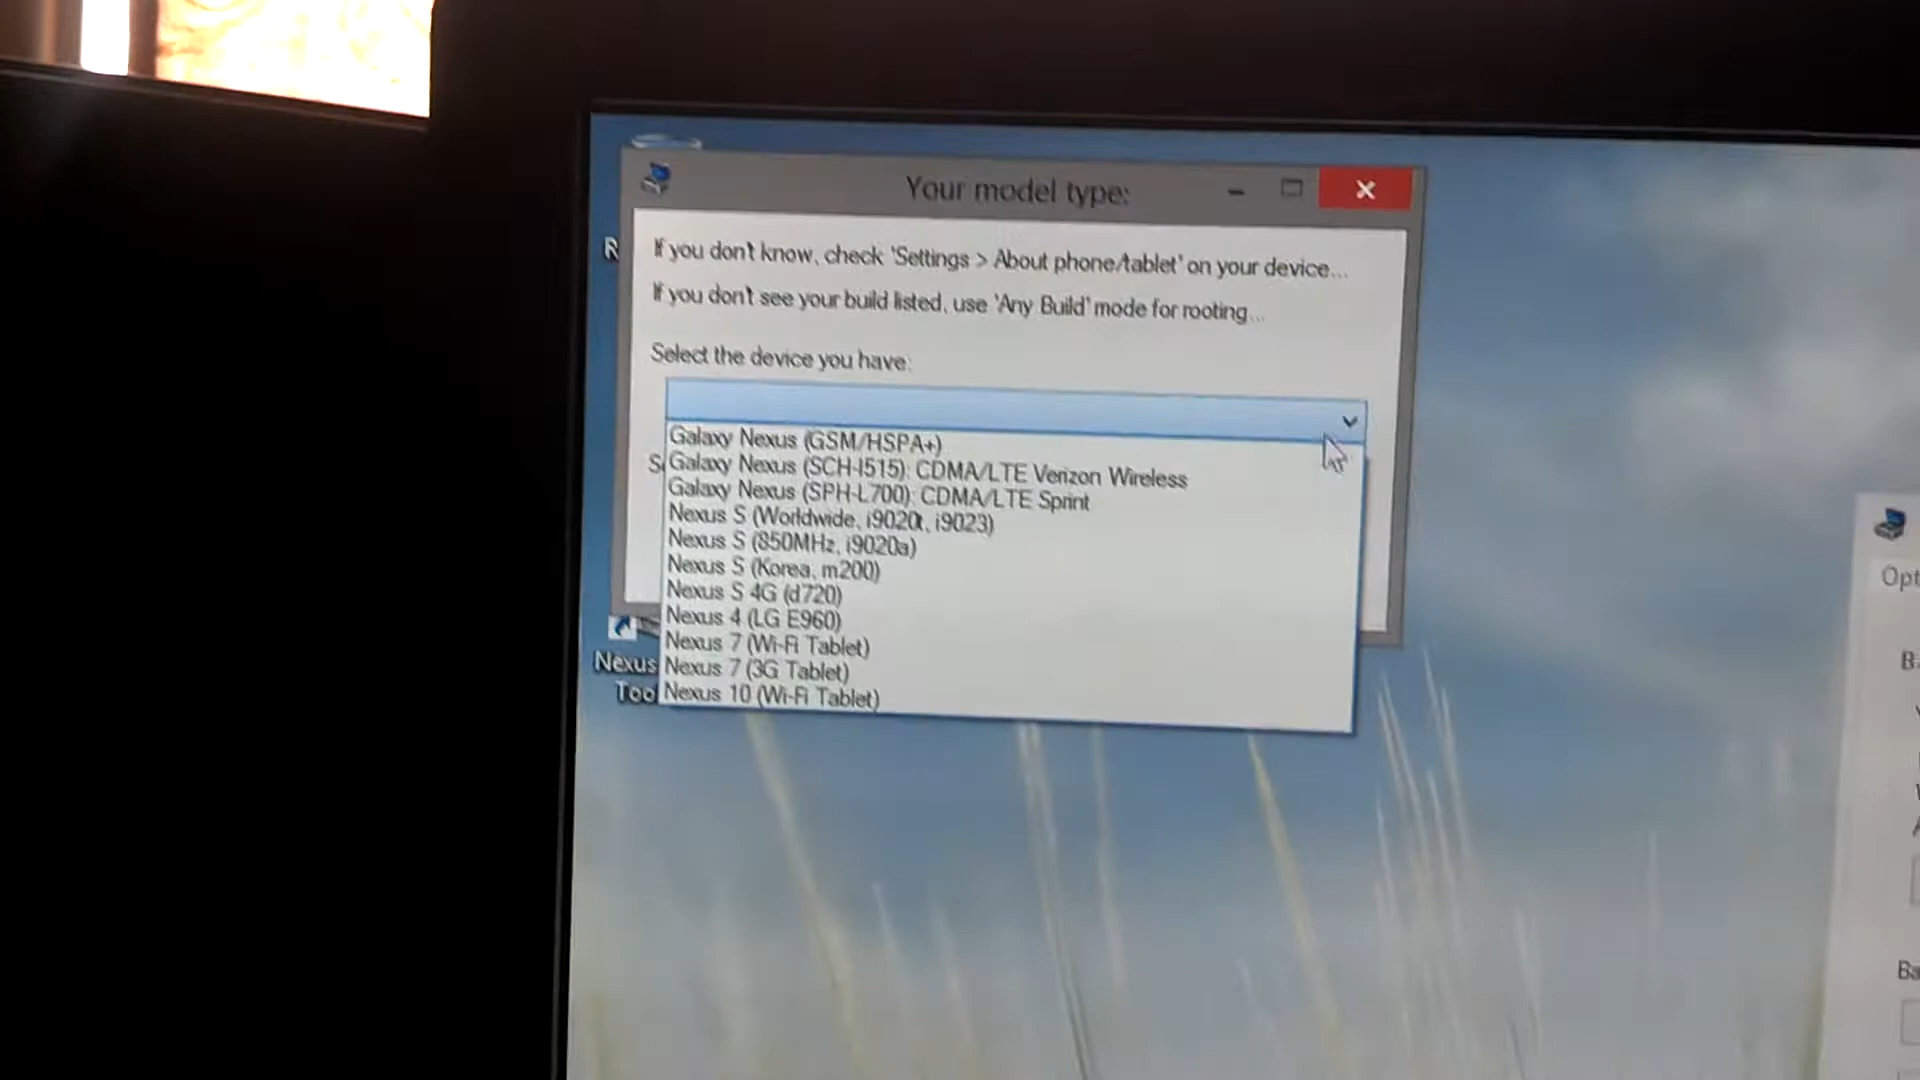 Your model type:
If you don't know, check 'Settings > About phone/tablet' on your device...
If you don't see your build listed, use 'Any Build' mode for rooting...
Select the device you have:
Galaxy Nexus (GSM/HSPA+)
Galaxy Nexus (SCH-I515): CDMA/LTE Verizon Wireless
Galaxy Nexus (SPH-L700): CDMA/LTE Sprint
Nexus S (Worldwide, i9020t, i9023)
Nexus S (850MHz, i9020a)
Nexus S (Korea, m200)
Nexus S 4G (d720)
Nexus 4 (LG E960)
Nexus 7 (Wi-Fi Tablet)
Nexus 7 (3G Tablet)
Nexus 10 (Wi-Fi Tablet)
Nexus
Too
Opt